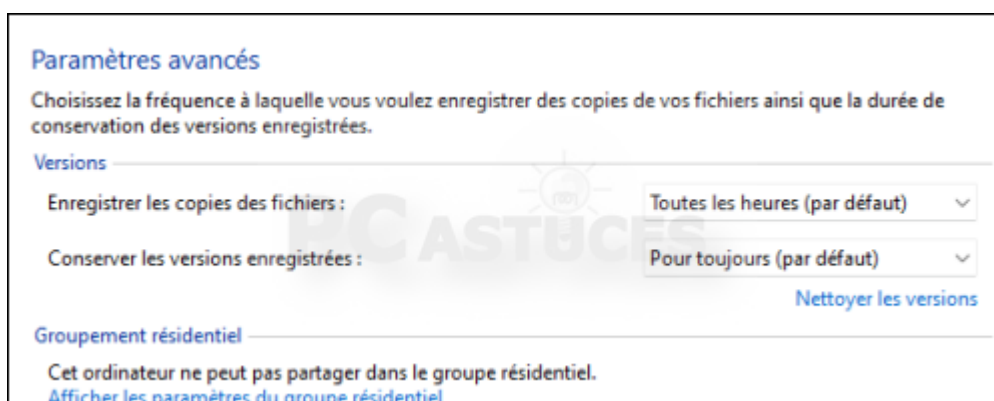 Paramètres avancés
Choisissez la fréquence à laquelle vous voulez enregistrer des copies de vos fichiers ainsi que la durée de
conservation des versions enregistrées.
Versions
Enregistrer les copies des fichiers : Toutes les heures (par défaut)
PC ASTUCES
Conserver les versions enregistrées : Pour toujours (par défaut)
Nettoyer les versions
Groupement résidentiel
Cet ordinateur ne peut pas partager dans le groupe résidentiel.
Afficher les paramètres du groupe résidentiel